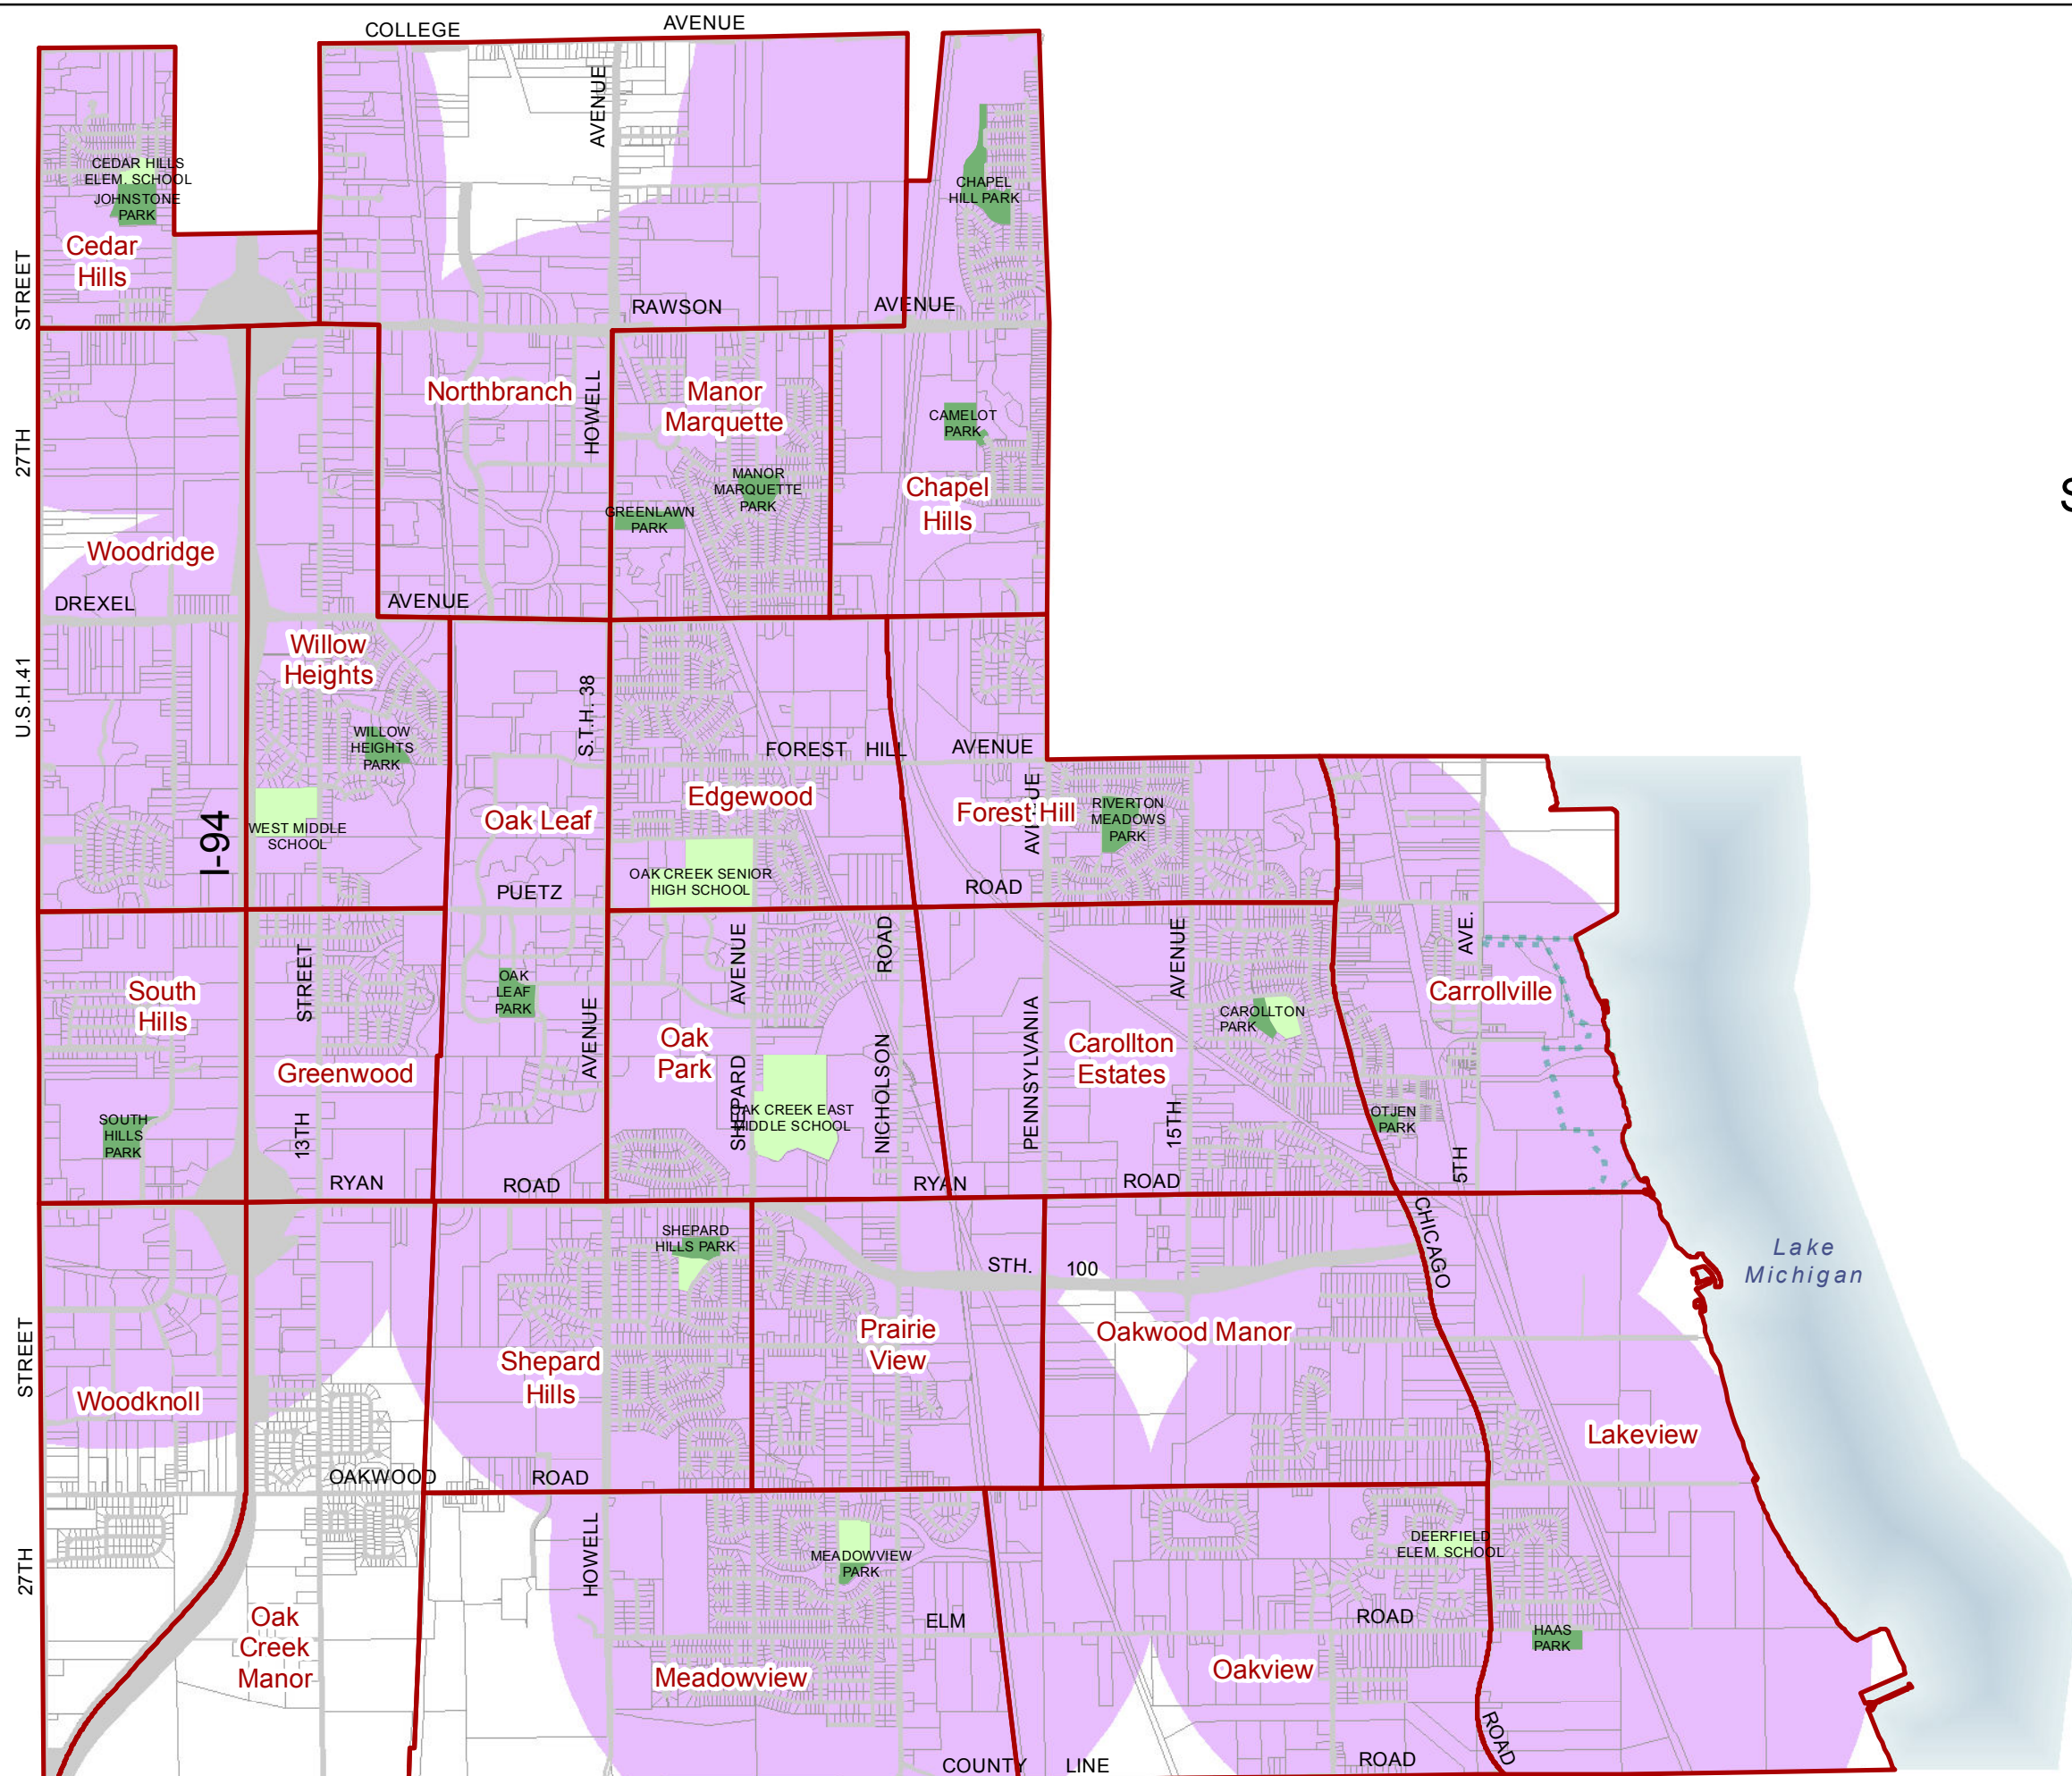 COLLEGE
AVENUE
AVENUE
CEDAR HILLS
ELEM. SCHOOL
JOHNSTONE
PARK
Cedar
Hills
CHAPEL
HILL PARK
STREET
RAWSON
AVENUE
Northbranch
HOWELL
Manor
Marquette
CAMELOT
PARK
27TH
MANOR
MARQUETTE
PARK
GREENLAWN
PARK
Chapel
Hills
S
Woodridge
DREXEL
AVENUE
Willow
Heights
U.S.H.41
S.T.H. 38
WILLOW
HEIGHTS
PARK
FOREST HILL
AVENUE
Edgewood
Oak Leaf
Forest Hill
AVENUE
RIVERTON
MEADOWS
PARK
I-94
WEST MIDDLE
SCHOOL
OAK CREEK SENIOR
HIGH SCHOOL
PUETZ
ROAD
STREET
AVENUE
ROAD
AVENUE
AVE.
South
Hills
OAK
LEAF
PARK
Carrollville
CAROLLTON
PARK
Greenwood
AVENUE
Oak
Park
SHEPARD
NICHOLSON
PENNSYLVANIA
Carollton
Estates
SOUTH
HILLS
PARK
13TH
OAK CREEK EAST
MIDDLE SCHOOL
15TH
OTJEN
PARK
5TH
RYAN
ROAD
RYAN
ROAD
SHEPARD
HILLS PARK
STH.
100
CHICAGO
Lake
Michigan
STREET
Woodknoll
Shepard
Hills
Prairie
View
Oakwood Manor
Lakeview
OAKWOOD
ROAD
27TH
HOWELL
MEADOWVIEW
PARK
DEERFIELD
ELEM. SCHOOL
Oak
Creek
Manor
ELM
ROAD
HAAS
PARK
Meadowview
Oakview
ROAD
COUNTY
LINE
ROAD